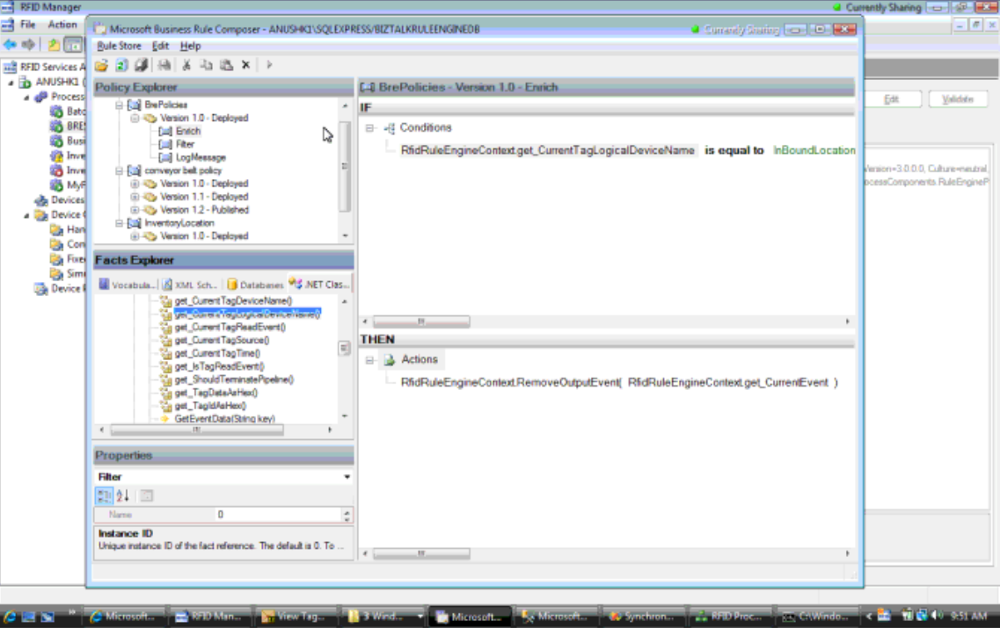 RFID Manager
Currently Sharing
File Action
Microsoft Business Rule Composer - ANUSHK1\SQLEXPRESS/BIZTALKRULEENGINEDB
Currently Sharing
Rule Store Edit Help
RFID Services A
ANUSHK1 (
Process
Batc
BRE
Busi
Inve
Inve
MyR
Devices
Device
Han
Con
Fixe
Sim
Device
Policy Explorer
BrePolicies
Version 1.0 - Deployed
Enrich
Filter
LogMessage
conveyor belt policy
Version 1.0 - Deployed
Version 1.1 - Deployed
Version 1.2 - Published
InventoryLocation
Version 1.0 - Deployed
Facts Explorer
Vocabula... XML Sch... Databases .NET Clas...
get_CurrentTagDeviceName()
get_CurrentTagLogicalDeviceName()
get_CurrentTagReadEvent()
get_CurrentTagSource()
get_CurrentTagTime()
get_IsTagReadEvent()
get_ShouldTerminatePipeline()
get_TagDataAsHex()
get_TagIdAsHex()
GetEventData(String key)
Properties
Filter
Name 0
Instance ID
Unique instance ID of the fact reference. The default is 0. To ...
BrePolicies - Version 1.0 - Enrich
IF
Conditions
RfidRuleEngineContext.get_CurrentTagLogicalDeviceName is equal to InBoundLocation
THEN
Actions
RfidRuleEngineContext.RemoveOutputEvent( RfidRuleEngineContext.get_CurrentEvent )
Edit Validate
Version=3.0.0.0, Culture=neutral,
ocessComponents.RuleEngineP
Microsoft... RFID Man... View Tag... 3 Wind... Microsoft... Microsoft... Synchron... RFID Proc... C:\Windo... 9:51 AM